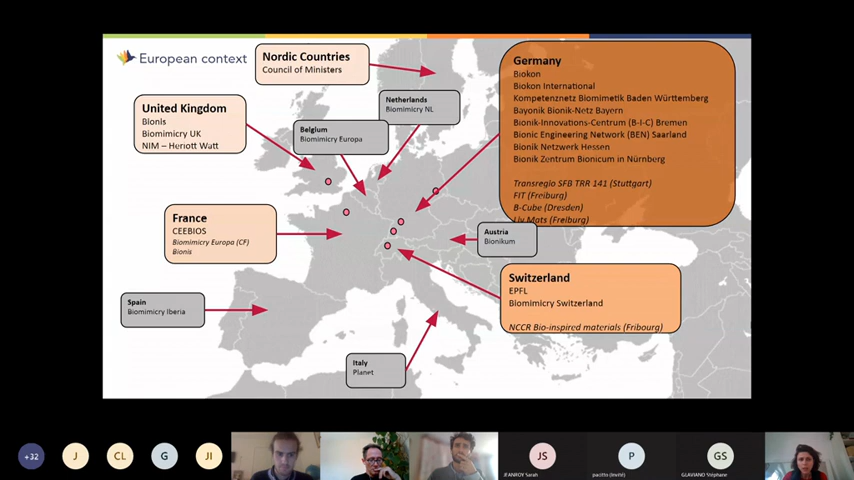 European context
Nordic Countries
Council of Ministers
Germany
Biokon
Biokon International
Kompetenznetz Biomimetik Baden Württemberg
Bayonik Bionik-Netz Bayern
Bionik-Innovations-Centrum (B-I-C) Bremen
Bionic Engineering Network (BEN) Saarland
Bionik Netzwerk Hessen
Bionik Zentrum Bionicum in Nürnberg
Transregio SFB TRR 141 (Stuttgart)
FIT (Freiburg)
B-Cube (Dresden)
Liv Mats (Freiburg)
United Kingdom
Bionis
Biomimicry UK
NIM – Heriott Watt
Netherlands
Biomimicry NL
Belgium
Biomimicry Europa
France
CEEBIOS
Biomimicry Europa (CF)
Bionis
Austria
Bionikum
Switzerland
EPFL
Biomimicry Switzerland
NCCR Bio-inspired materials (Fribourg)
Spain
Biomimicry Iberia
Italy
Planet
+32
J
CL
G
JI
JS
JEANROY Sarah
P
pacitto (Invité)
GS
GLAVIANO Stéphane